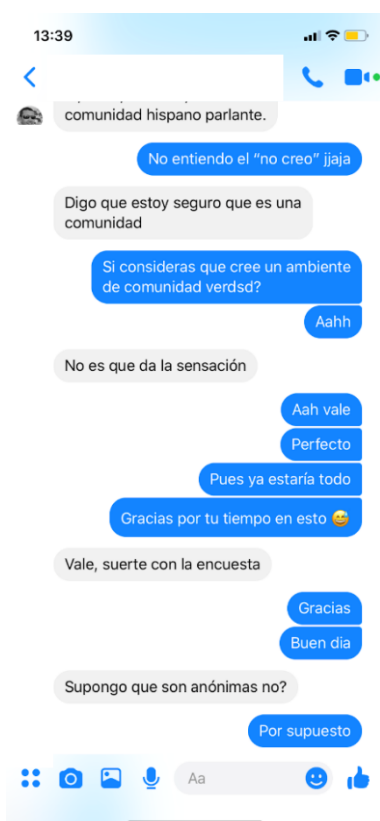 13:39
comunidad hispano parlante.
No entiendo el “no creo” jjaja
Digo que estoy seguro que es una
comunidad
Si consideras que cree un ambiente
de comunidad verdsd?
Aahh
No es que da la sensación
Aah vale
Perfecto
Pues ya estaría todo
Gracias por tu tiempo en esto 😅
Vale, suerte con la encuesta
Gracias
Buen dia
Supongo que son anónimas no?
Por supuesto
Aa